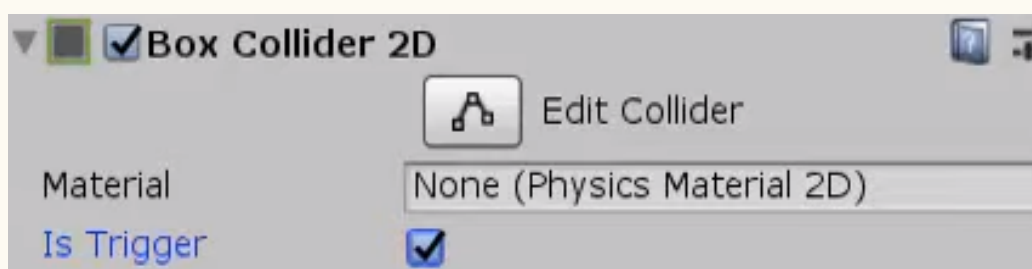 Box Collider 2D
Edit Collider
Material None (Physics Material 2D)
Is Trigger